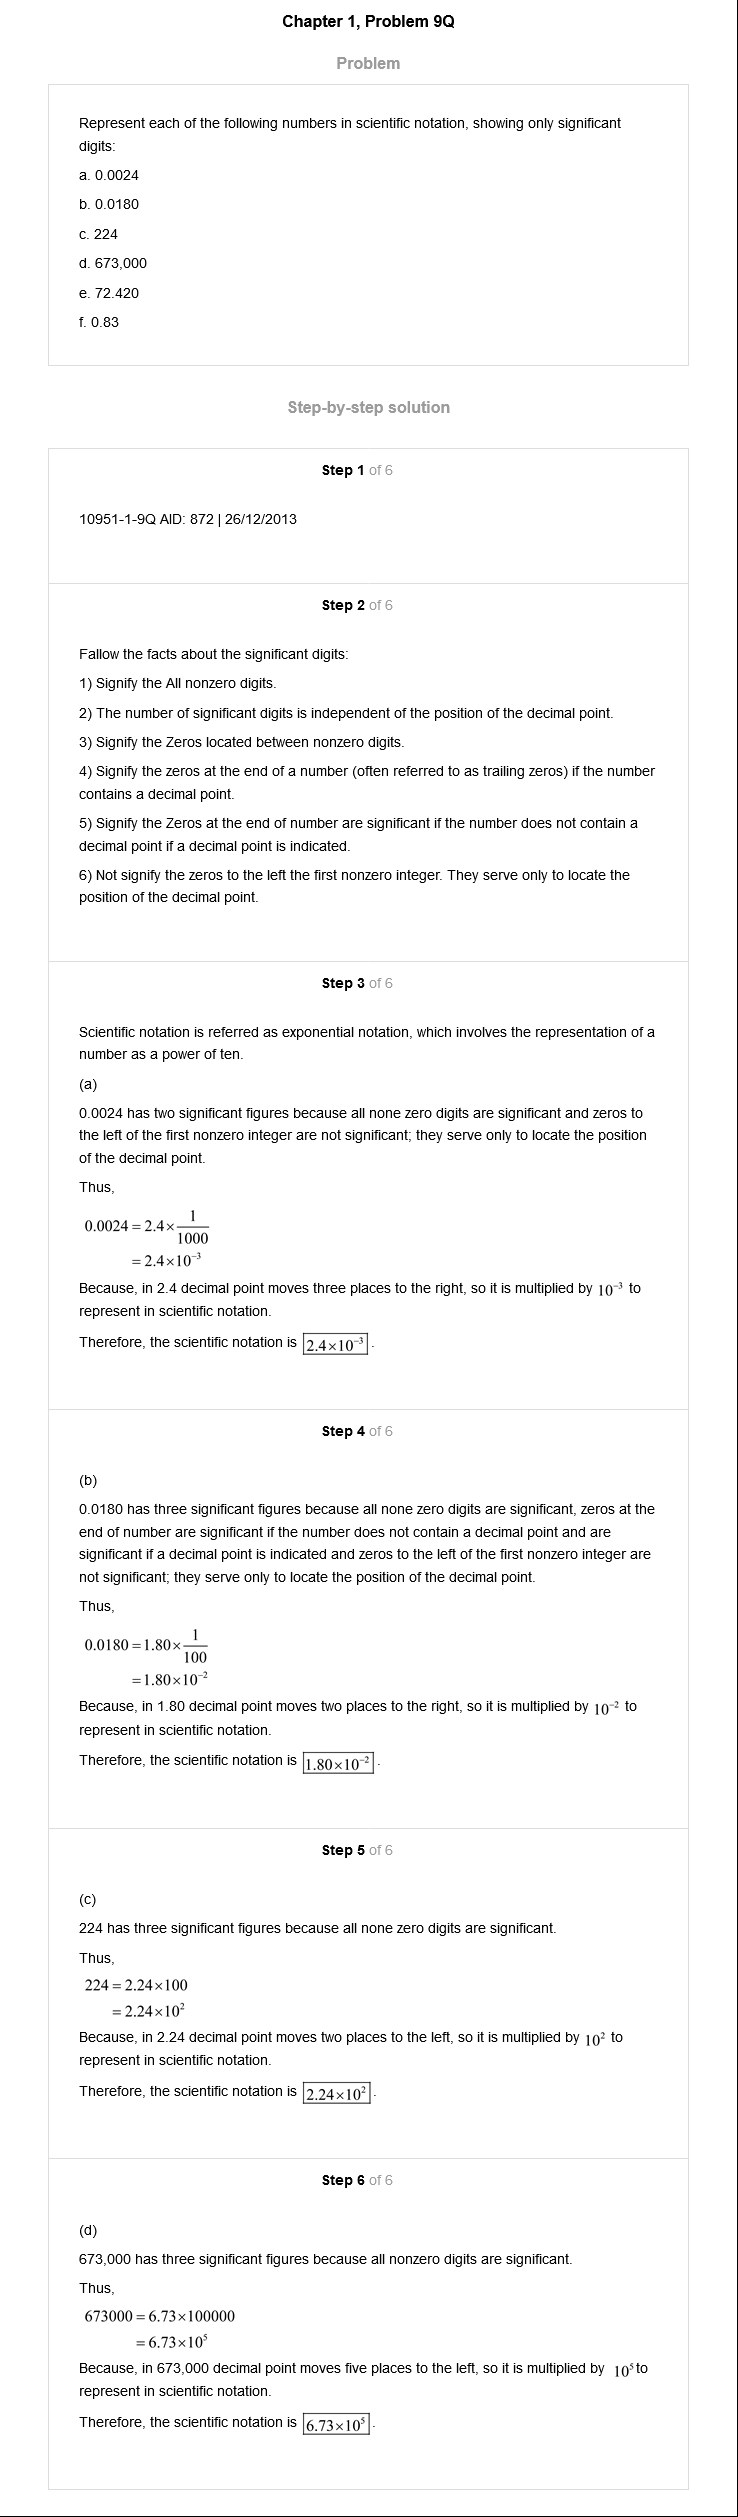 Chapter 1, Problem 9Q
Problem
Represent each of the following numbers in scientific notation, showing only significant
digits:
a. 0.0024
b. 0.0180
c. 224
d. 673,000
e. 72.420
f. 0.83
Step-by-step solution
Step 1 of 6
10951-1-9Q AID: 872 | 26/12/2013
Step 2 of 6
Fallow the facts about the significant digits:
1) Signify the All nonzero digits.
2) The number of significant digits is independent of the position of the decimal point.
3) Signify the Zeros located between nonzero digits.
4) Signify the zeros at the end of a number (often referred to as trailing zeros) if the number
contains a decimal point.
5) Signify the Zeros at the end of number are significant if the number does not contain a
decimal point if a decimal point is indicated.
6) Not signify the zeros to the left the first nonzero integer. They serve only to locate the
position of the decimal point.
Step 3 of 6
Scientific notation is referred as exponential notation, which involves the representation of a
number as a power of ten.
(a)
0.0024 has two significant figures because all none zero digits are significant and zeros to
the left of the first nonzero integer are not significant; they serve only to locate the position
of the decimal point.
Thus,
0.0024 = 2.4 × 1/1000
= 2.4×10⁻³
Because, in 2.4 decimal point moves three places to the right, so it is multiplied by 10⁻³ to
represent in scientific notation.
Therefore, the scientific notation is 2.4×10⁻³.
Step 4 of 6
(b)
0.0180 has three significant figures because all none zero digits are significant, zeros at the
end of number are significant if the number does not contain a decimal point and are
significant if a decimal point is indicated and zeros to the left of the first nonzero integer are
not significant; they serve only to locate the position of the decimal point.
Thus,
0.0180 = 1.80 × 1/100
= 1.80×10⁻²
Because, in 1.80 decimal point moves two places to the right, so it is multiplied by 10⁻² to
represent in scientific notation.
Therefore, the scientific notation is 1.80×10⁻².
Step 5 of 6
(c)
224 has three significant figures because all none zero digits are significant.
Thus,
224 = 2.24×100
= 2.24×10²
Because, in 2.24 decimal point moves two places to the left, so it is multiplied by 10² to
represent in scientific notation.
Therefore, the scientific notation is 2.24×10².
Step 6 of 6
(d)
673,000 has three significant figures because all nonzero digits are significant.
Thus,
673000 = 6.73×100000
= 6.73×10⁵
Because, in 673,000 decimal point moves five places to the left, so it is multiplied by 10⁵ to
represent in scientific notation.
Therefore, the scientific notation is 6.73×10⁵.